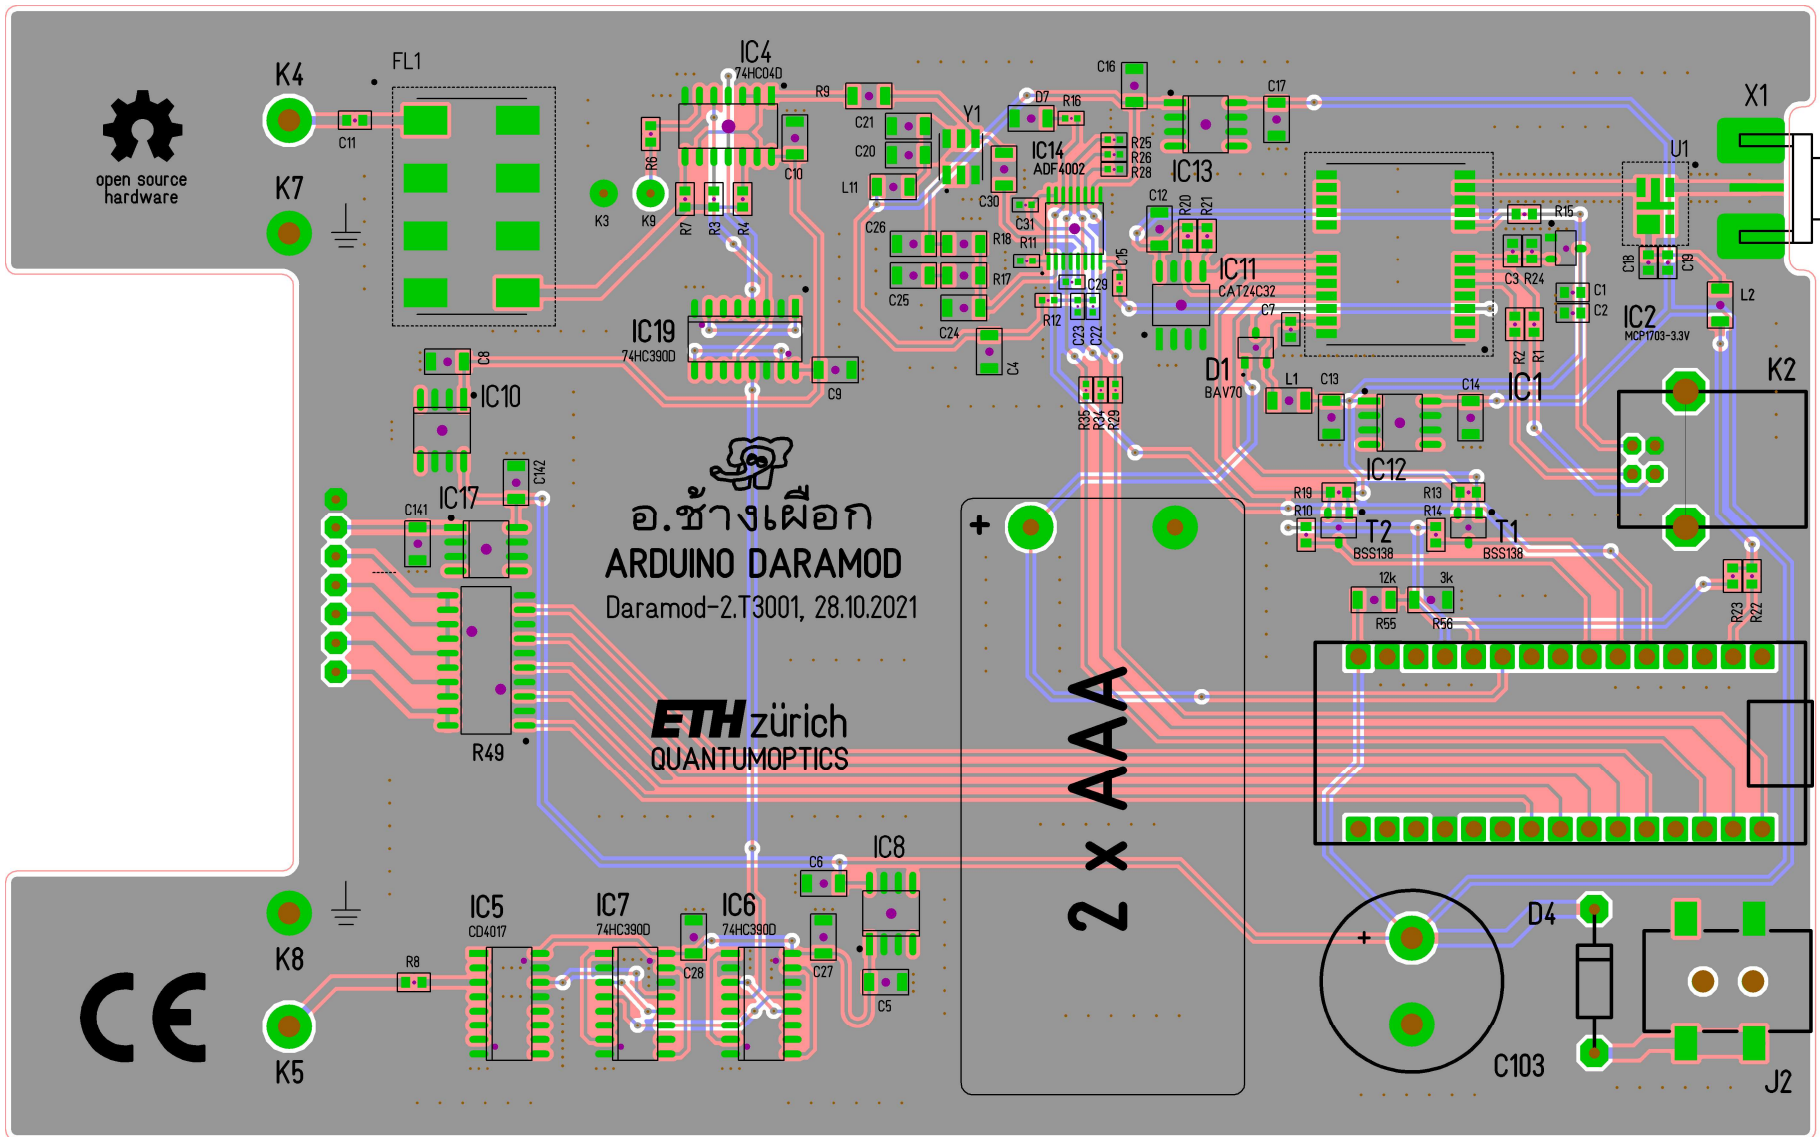 K4
FL1
IC4
74HC04D
R9
C21
C20
Y1
D7
R16
C16
C17
X1
C11
R6
C10
L11
IC14
ADF4002
R25
R26
R28
IC13
U1
open source
hardware
K7
K3
K9
R7
R3
R4
C30
C31
C12
R20
R21
R15
C26
R18
R11
C15
C18
C19
C25
R17
C29
IC11
CAT24C32
C3
R24
C1
C2
L2
C24
R12
C23
C22
C7
IC2
MCP1703-3.3V
IC19
74HC390D
C8
C9
C4
D1
BAV70
R2
R1
L1
C13
C14
IC1
K2
IC10
R35
R34
R29
C142
IC17
C141
IC12
R19
R13
R10
R14
T2
BSS138
T1
BSS138
อ.ช้างเผือก
ARDUINO DARAMOD
Daramod-2.T3001, 28.10.2021
+
12k
3k
R55
R56
R23
R22
ETH zürich
QUANTUMOPTICS
R49
2 x AAA
C6
IC8
K8
IC5
CD4017
IC7
74HC390D
IC6
74HC390D
C28
C27
C5
R8
CE
K5
+
D4
C103
J2